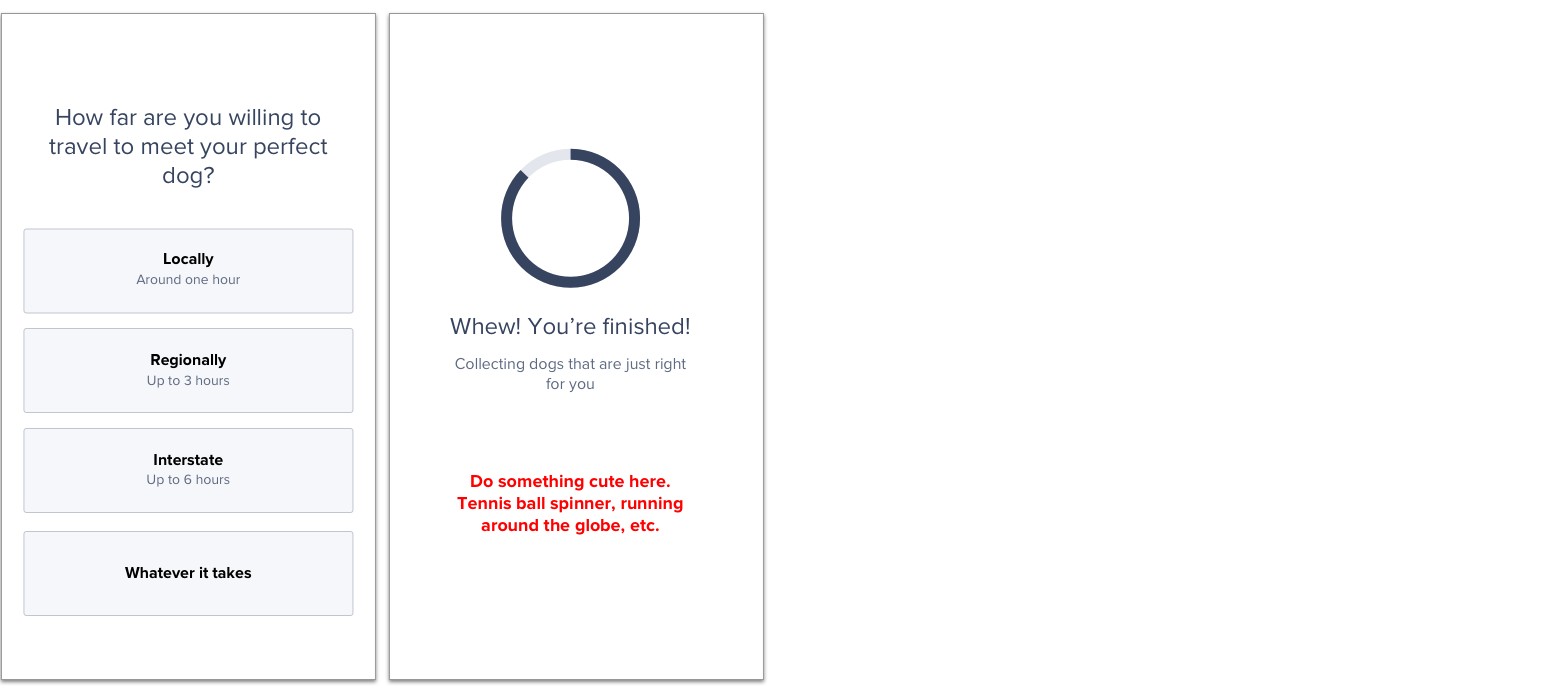 How far are you willing to
travel to meet your perfect
dog?
Locally
Around one hour
Regionally
Up to 3 hours
Interstate
Up to 6 hours
Whatever it takes
Whew! You’re finished!
Collecting dogs that are just right
for you
Do something cute here.
Tennis ball spinner, running
around the globe, etc.